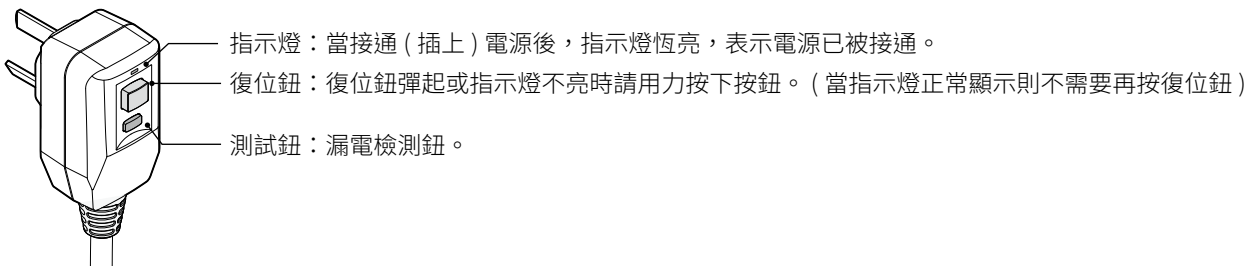 指示燈：當接通 ( 插上 ) 電源後，指示燈恆亮，表示電源已被接通。
復位鈕：復位鈕彈起或指示燈不亮時請用力按下按鈕。 ( 當指示燈正常顯示則不需要再按復位鈕 )
測試鈕：漏電檢測鈕。